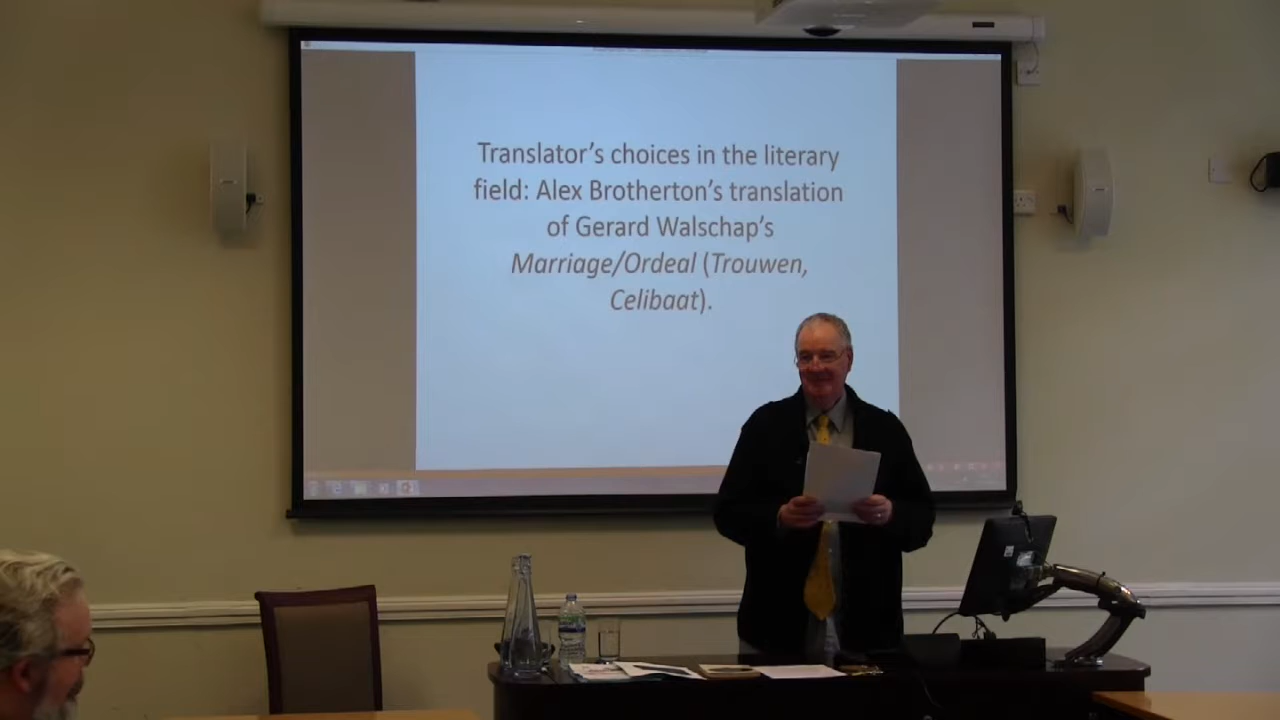 Translator's choices in the literary
field: Alex Brotherton's translation
of Gerard Walschap's
Marriage/Ordeal (Trouwen,
Celibaat).